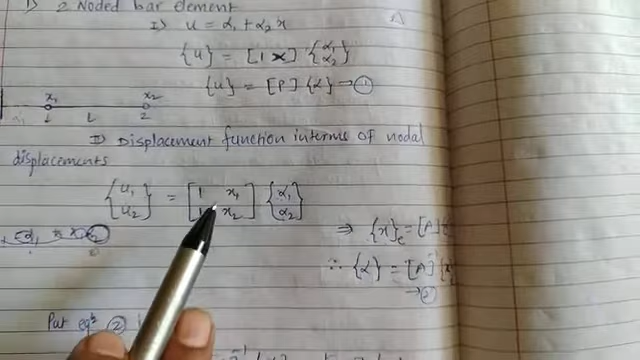 1) 2 Noded bar element
I) u = α₁ + α₂ x
{u} = [1 x] {α₁ α₂}
{u} = [P] {α} → ①
x₁ x₂
1 L 2
II) Displacement function interms of nodal
displacements
{u₁ u₂} = [1 x₁ 1 x₂] {α₁ α₂}
⇒ {x}e = [A]
∴ {α} = [A]⁻¹
→ ②
Put eqⁿ ②